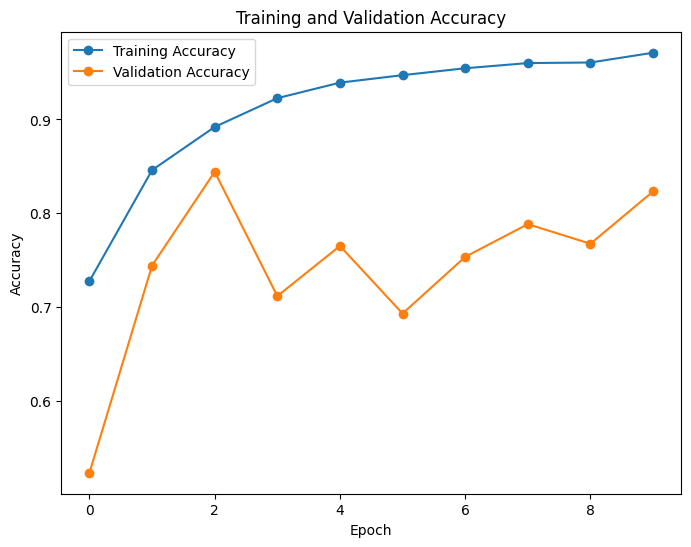 Training and Validation Accuracy
Training Accuracy
Validation Accuracy
Accuracy
0.9
0.8
0.7
0.6
0 2 4 6 8
Epoch